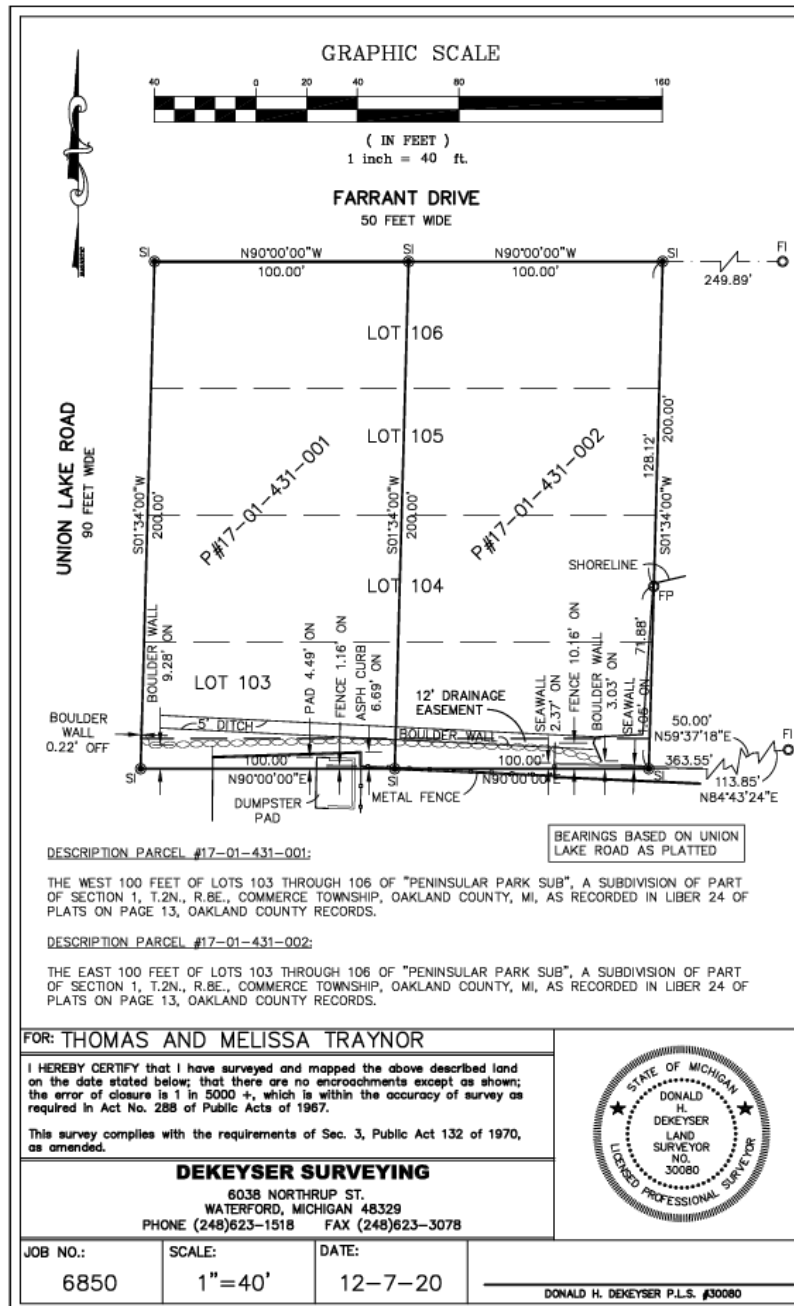 GRAPHIC SCALE
40 0 20 40 80 160
( IN FEET )
1 inch = 40 ft.
FARRANT DRIVE
50 FEET WIDE
SI
N90°00'00"W
100.00'
SI
N90°00'00"W
100.00'
SI
249.89'
FI
LOT 106
UNION LAKE ROAD
90 FEET WIDE
LOT 105
P#17-01-431-001
P#17-01-431-002
S01°34'00"W
200.00'
S01°34'00"W
200.00'
S01°34'00"W
200.00'
128.12'
SHORELINE
FP
LOT 104
71.88'
BOULDER WALL
9.28' ON
LOT 103
PAD 4.49' ON
FENCE 1.16' ON
ASPH CURB
6.69' ON
12' DRAINAGE
EASEMENT
SEAWALL
2.37' ON
FENCE 10.16' ON
BOULDER WALL
3.03' ON
SEAWALL
BOULDER
WALL
0.22' OFF
5' DITCH
BOULDER WALL
50.00'
N59°37'18"E
FI
363.55'
113.85'
N84°43'24"E
SI
100.00'
N90°00'00"E
SI
100.00'
N90°00'00"E
SI
DUMPSTER
PAD
METAL FENCE
BEARINGS BASED ON UNION
LAKE ROAD AS PLATTED
DESCRIPTION PARCEL #17-01-431-001:
THE WEST 100 FEET OF LOTS 103 THROUGH 106 OF "PENINSULAR PARK SUB", A SUBDIVISION OF PART
OF SECTION 1, T.2N., R.8E., COMMERCE TOWNSHIP, OAKLAND COUNTY, MI, AS RECORDED IN LIBER 24 OF
PLATS ON PAGE 13, OAKLAND COUNTY RECORDS.
DESCRIPTION PARCEL #17-01-431-002:
THE EAST 100 FEET OF LOTS 103 THROUGH 106 OF "PENINSULAR PARK SUB", A SUBDIVISION OF PART
OF SECTION 1, T.2N., R.8E., COMMERCE TOWNSHIP, OAKLAND COUNTY, MI, AS RECORDED IN LIBER 24 OF
PLATS ON PAGE 13, OAKLAND COUNTY RECORDS.
FOR: THOMAS AND MELISSA TRAYNOR
I HEREBY CERTIFY that I have surveyed and mapped the above described land
on the date stated below; that there are no encroachments except as shown;
the error of closure is 1 in 5000 +, which is within the accuracy of survey as
required in Act No. 288 of Public Acts of 1967.
This survey complies with the requirements of Sec. 3, Public Act 132 of 1970,
as amended.
DEKEYSER SURVEYING
6038 NORTHRUP ST.
WATERFORD, MICHIGAN 48329
PHONE (248)623-1518 FAX (248)623-3078
STATE OF MICHIGAN
DONALD
H.
DEKEYSER
LAND
SURVEYOR
NO.
30080
LICENSED PROFESSIONAL SURVEYOR
JOB NO.:
6850
SCALE:
1"=40'
DATE:
12-7-20
DONALD H. DEKEYSER P.L.S. #30080